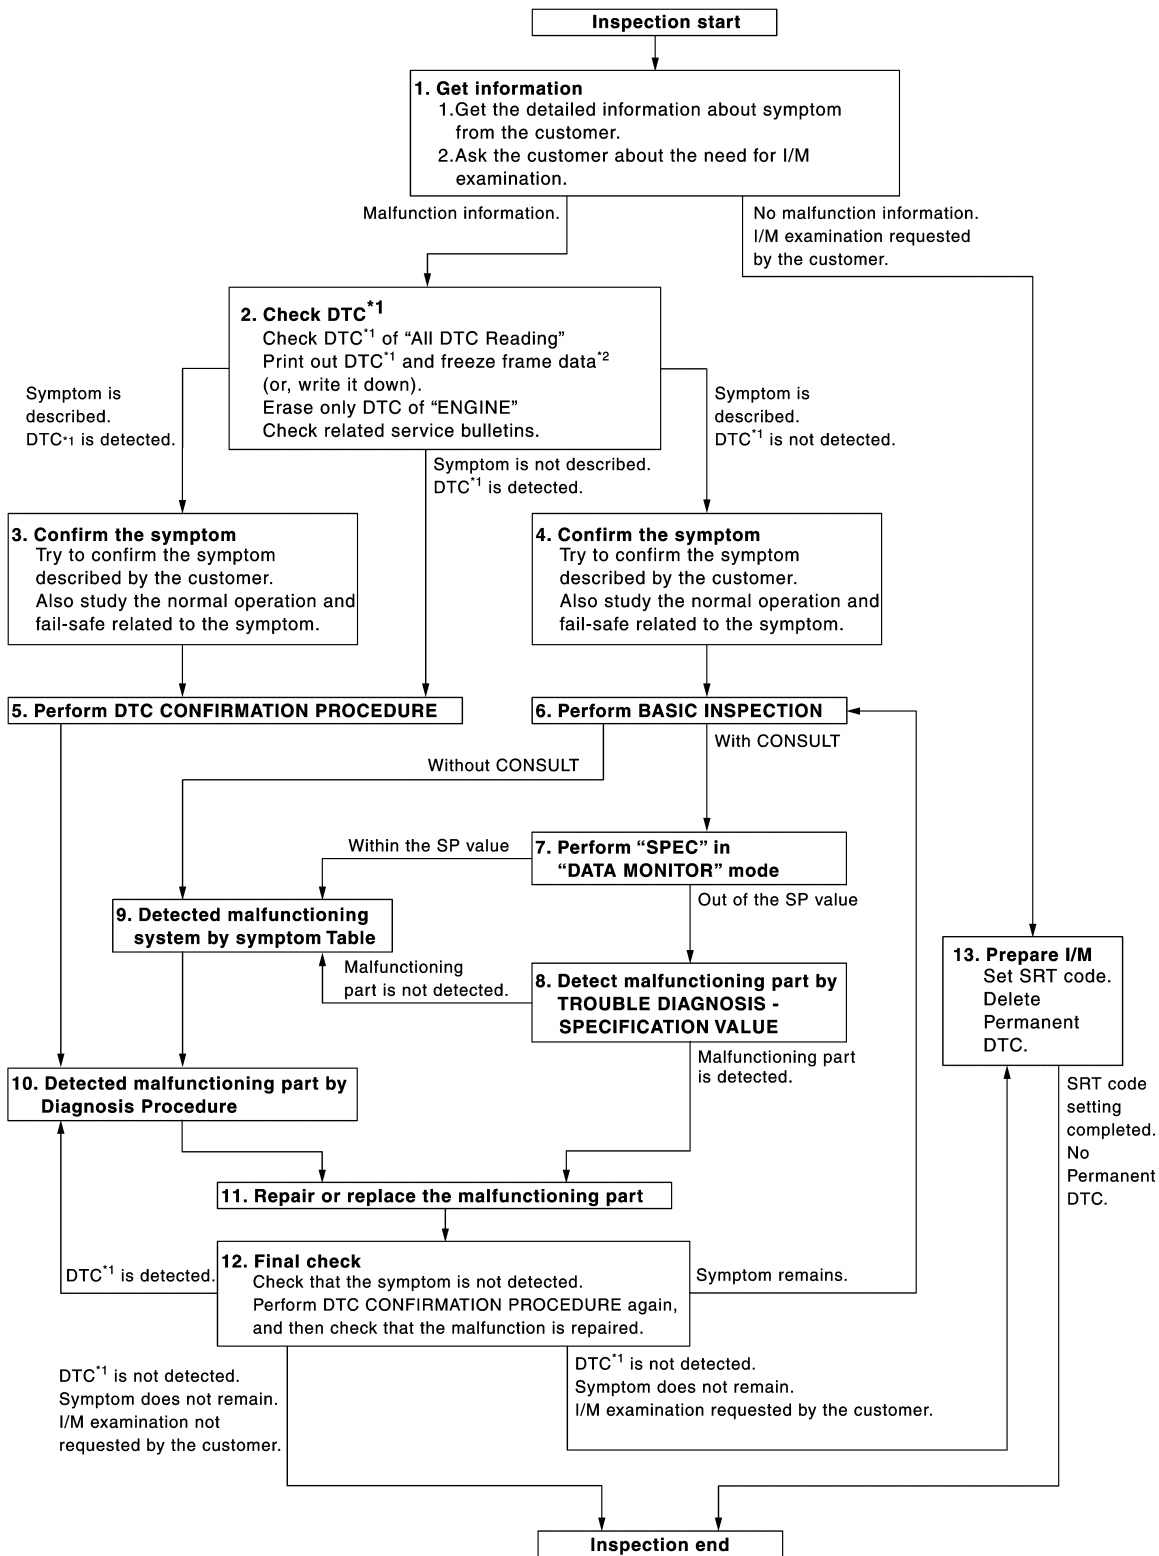 Inspection start
1. Get information
1.Get the detailed information about symptom
from the customer.
2.Ask the customer about the need for I/M
examination.
Malfunction information.
No malfunction information.
I/M examination requested
by the customer.
2. Check DTC*1
Check DTC*1 of “All DTC Reading”
Print out DTC*1 and freeze frame data*2
(or, write it down).
Erase only DTC of “ENGINE”
Check related service bulletins.
Symptom is
described.
DTC*1 is detected.
Symptom is not described.
DTC*1 is detected.
Symptom is
described.
DTC*1 is not detected.
3. Confirm the symptom
Try to confirm the symptom
described by the customer.
Also study the normal operation and
fail-safe related to the symptom.
4. Confirm the symptom
Try to confirm the symptom
described by the customer.
Also study the normal operation and
fail-safe related to the symptom.
5. Perform DTC CONFIRMATION PROCEDURE
6. Perform BASIC INSPECTION
Without CONSULT
With CONSULT
7. Perform “SPEC” in
“DATA MONITOR” mode
Within the SP value
Out of the SP value
9. Detected malfunctioning
system by symptom Table
Malfunctioning
part is not detected.
8. Detect malfunctioning part by
TROUBLE DIAGNOSIS -
SPECIFICATION VALUE
13. Prepare I/M
Set SRT code.
Delete
Permanent
DTC.
Malfunctioning part
is detected.
10. Detected malfunctioning part by
Diagnosis Procedure
SRT code
setting
completed.
No
Permanent
DTC.
11. Repair or replace the malfunctioning part
12. Final check
Check that the symptom is not detected.
Perform DTC CONFIRMATION PROCEDURE again,
and then check that the malfunction is repaired.
DTC*1 is detected.
Symptom remains.
DTC*1 is not detected.
Symptom does not remain.
I/M examination not
requested by the customer.
DTC*1 is not detected.
Symptom does not remain.
I/M examination requested by the customer.
Inspection end